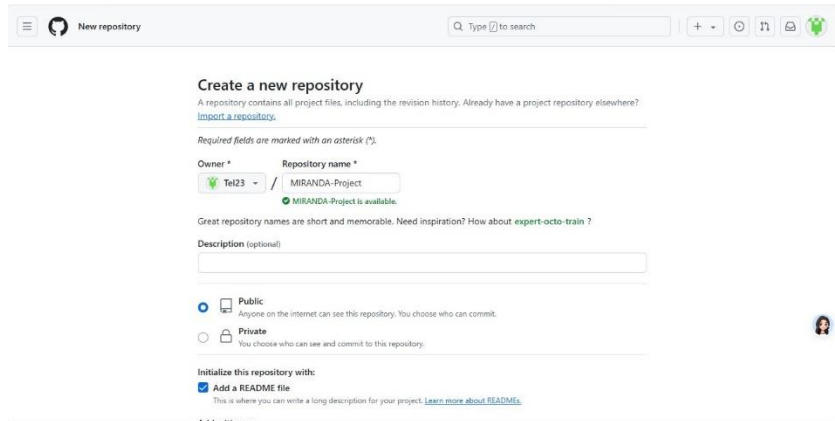 New repository
Type / to search
Create a new repository
A repository contains all project files, including the revision history. Already have a project repository elsewhere?
Import a repository.
Required fields are marked with an asterisk (*).
Owner * Repository name *
Tel23 / MIRANDA-Project
MIRANDA-Project is available.
Great repository names are short and memorable. Need inspiration? How about expert-octo-train ?
Description (optional)
Public
Anyone on the internet can see this repository. You choose who can commit.
Private
You choose who can see and commit to this repository.
Initialize this repository with:
Add a README file
This is where you can write a long description for your project. Learn more about READMEs.